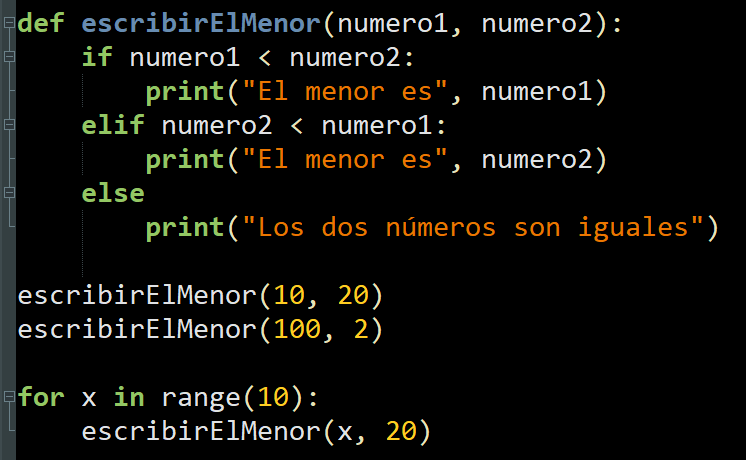 def escribirElMenor(numero1, numero2):
    if numero1 < numero2:
        print("El menor es", numero1)
    elif numero2 < numero1:
        print("El menor es", numero2)
    else
        print("Los dos números son iguales")

escribirElMenor(10, 20)
escribirElMenor(100, 2)

for x in range(10):
    escribirElMenor(x, 20)